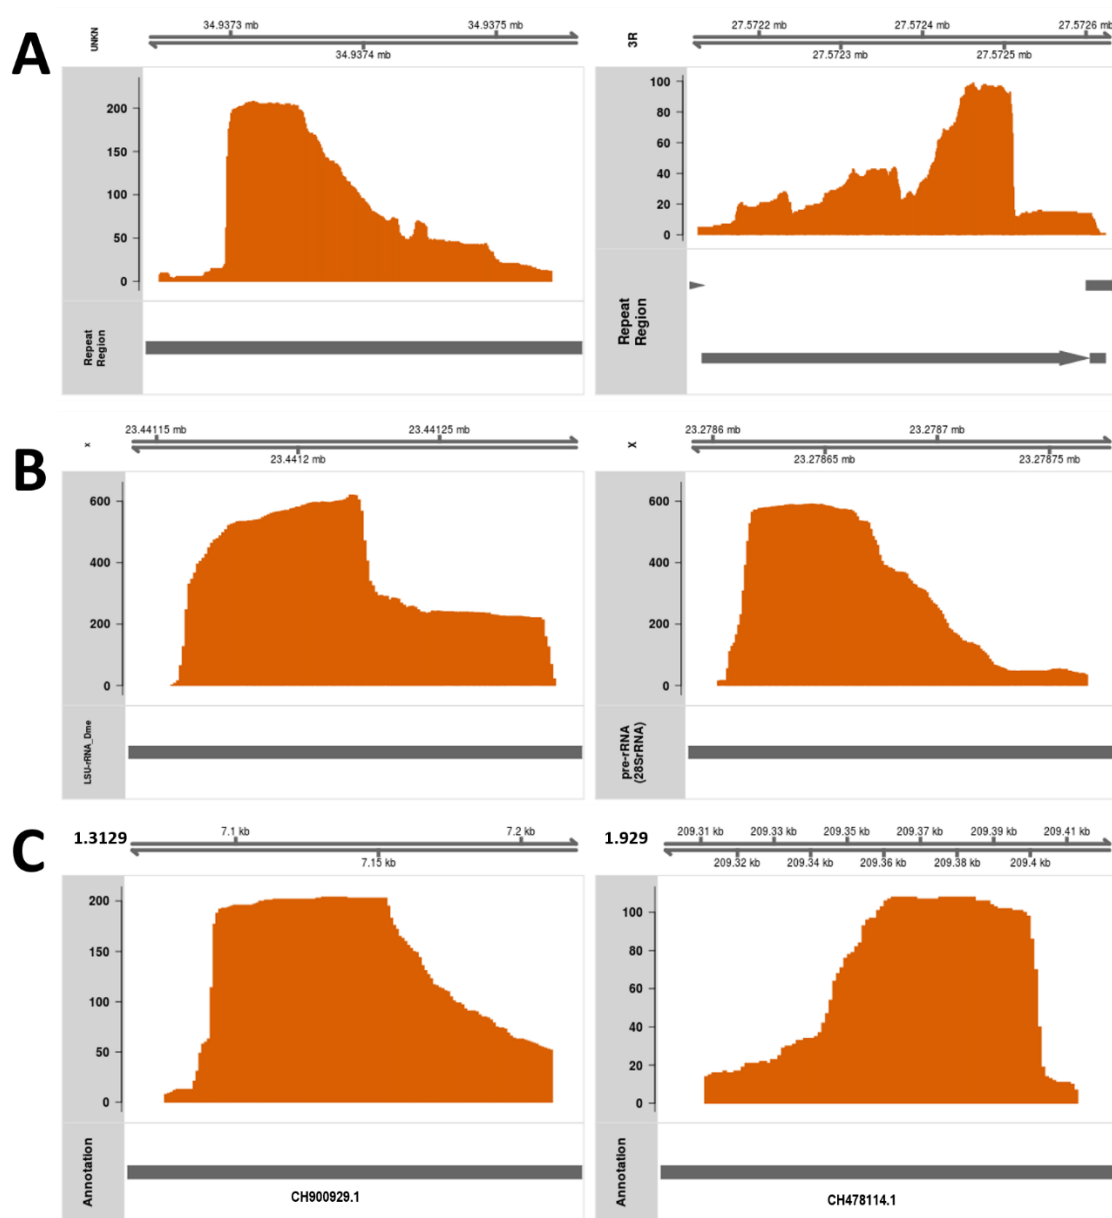 A
UNKN
34.9373 mb
34.9375 mb
34.9374 mb
200
150
100
50
0
Repeat
Region
3R
27.5722 mb
27.5724 mb
27.5726 mb
27.5723 mb
27.5725 mb
100
80
60
40
20
0
Repeat
Region
B
x
23.44115 mb
23.44125 mb
23.4412 mb
600
400
200
0
LSU-rRNA_Dme
X
23.2786 mb
23.2787 mb
23.27865 mb
23.27875 mb
600
400
200
0
pre-rRNA
(28SrRNA)
C
1.3129
7.1 kb
7.2 kb
7.15 kb
200
150
100
50
0
Annotation
CH900929.1
1.929
209.31 kb
209.33 kb
209.35 kb
209.37 kb
209.39 kb
209.41 kb
209.32 kb
209.34 kb
209.36 kb
209.38 kb
209.4 kb
100
80
60
40
20
0
Annotation
CH478114.1